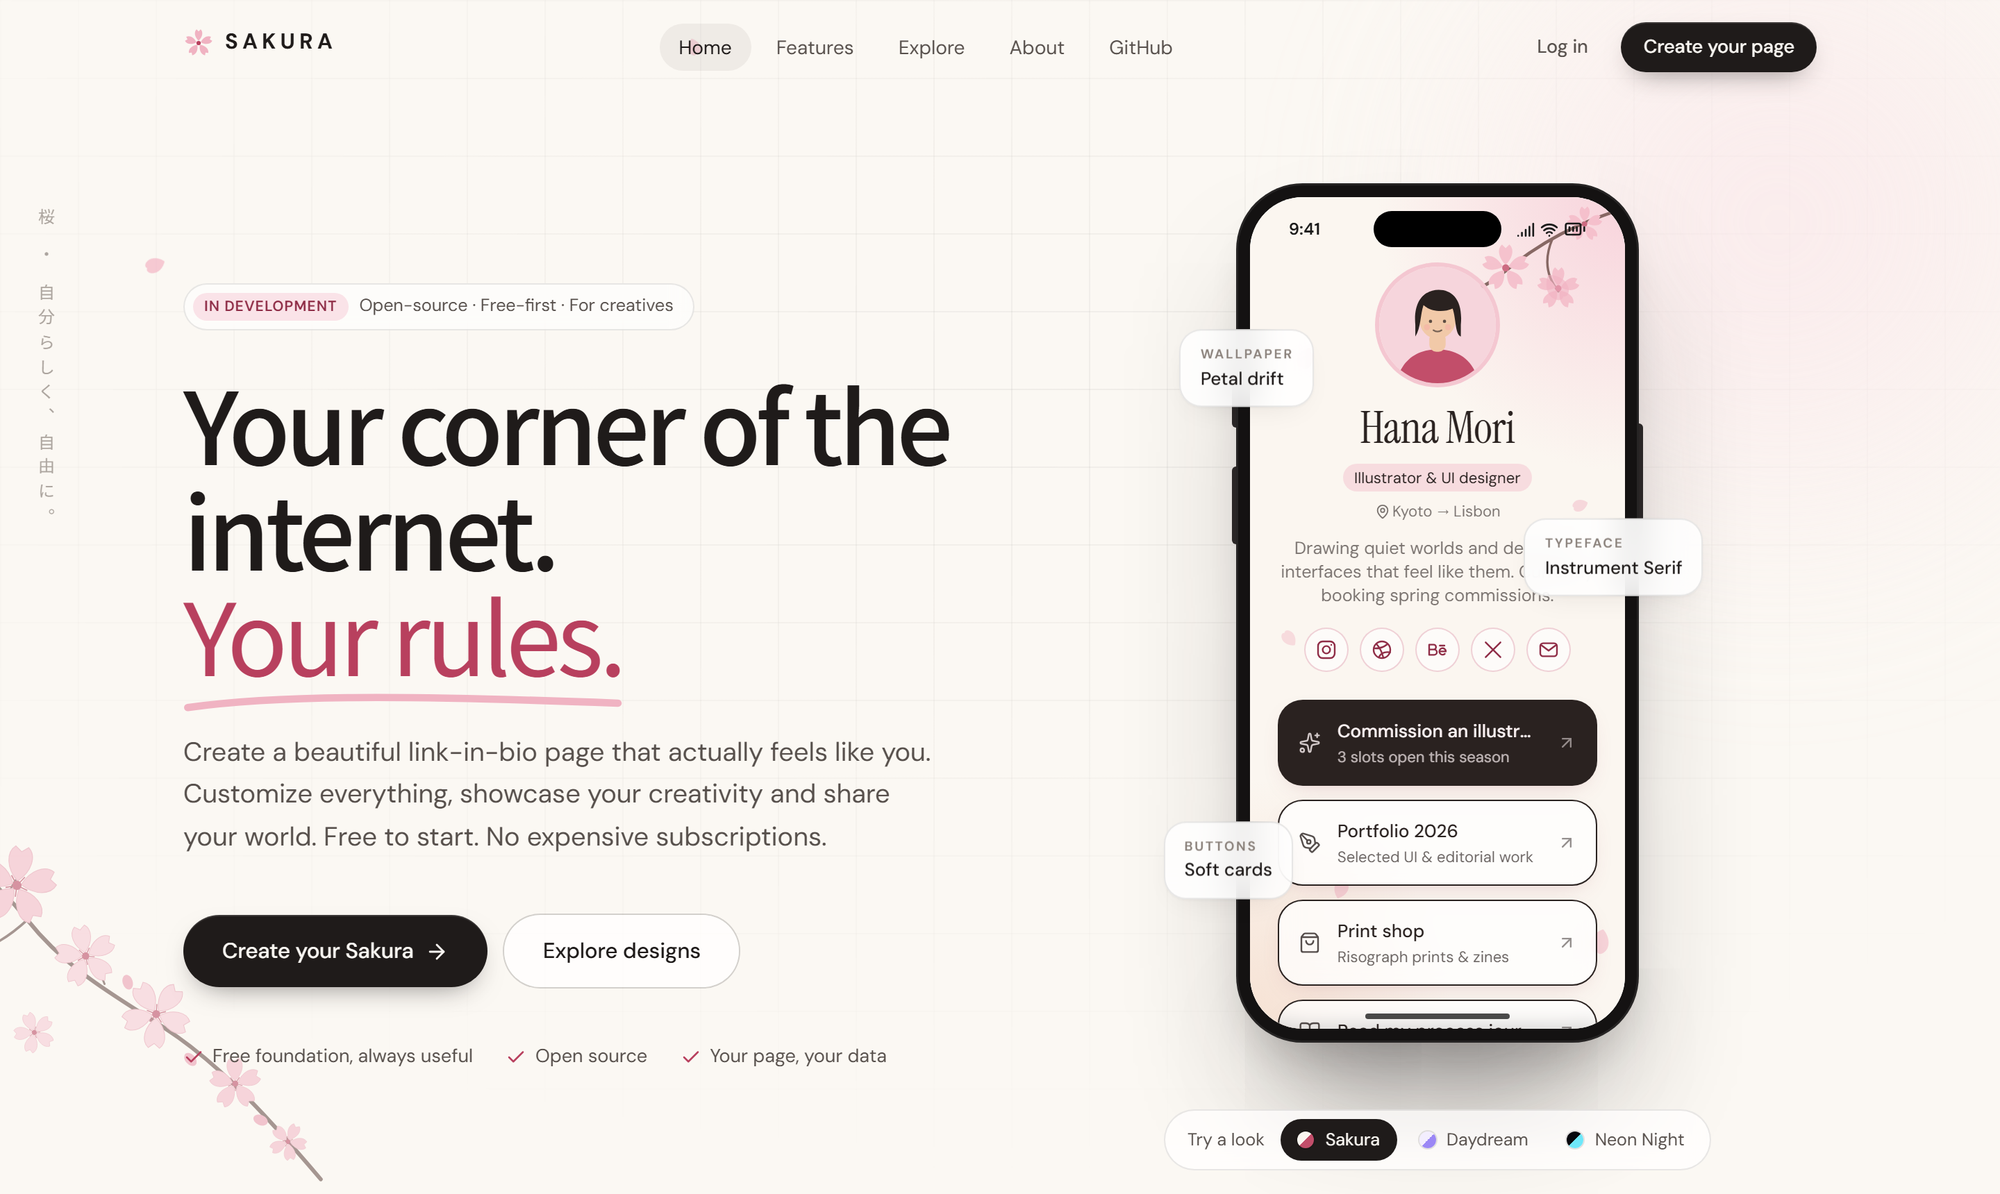 SAKURA
Home
Features
Explore
About
GitHub
Log in
Create your page
桜・自分らしく、自由に。
IN DEVELOPMENT
Open-source · Free-first · For creatives
Your corner of the
internet.
Your rules.
Create a beautiful link-in-bio page that actually feels like you.
Customize everything, showcase your creativity and share
your world. Free to start. No expensive subscriptions.
Create your Sakura →
Explore designs
Free foundation, always useful
Open source
Your page, your data
9:41
WALLPAPER
Petal drift
Hana Mori
Illustrator & UI designer
Kyoto → Lisbon
Drawing quiet worlds and de
interfaces that feel like them.
booking spring commissions.
TYPEFACE
Instrument Serif
Bē
Commission an illustr...
3 slots open this season
Portfolio 2026
Selected UI & editorial work
BUTTONS
Soft cards
Print shop
Risograph prints & zines
Try a look
Sakura
Daydream
Neon Night